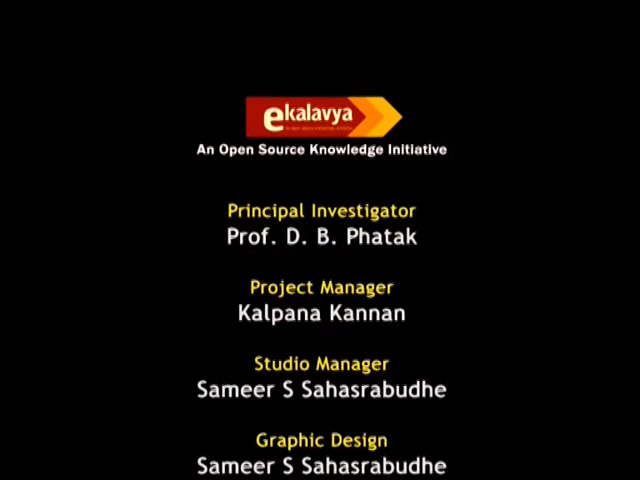 ekalavya
An Open Source Knowledge Initiative
Principal Investigator
Prof. D. B. Phatak
Project Manager
Kalpana Kannan
Studio Manager
Sameer S Sahasrabudhe
Graphic Design
Sameer S Sahasrabudhe